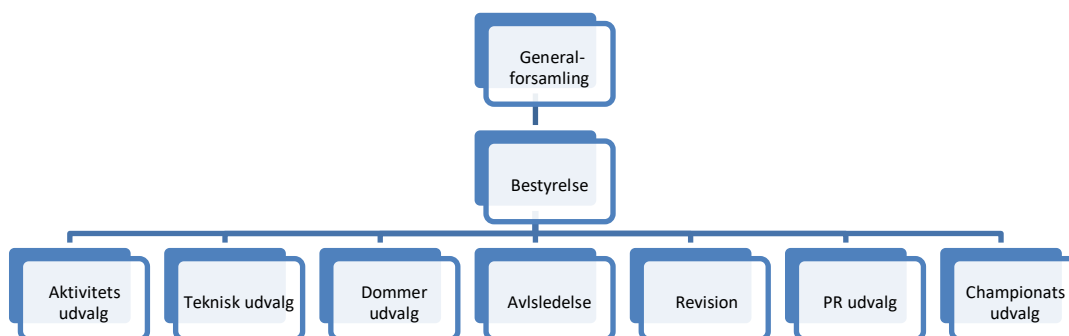 General-
forsamling
Bestyrelse
Aktivitets
udvalg
Teknisk udvalg
Dommer
udvalg
Avlsledelse
Revision
PR udvalg
Championats
udvalg